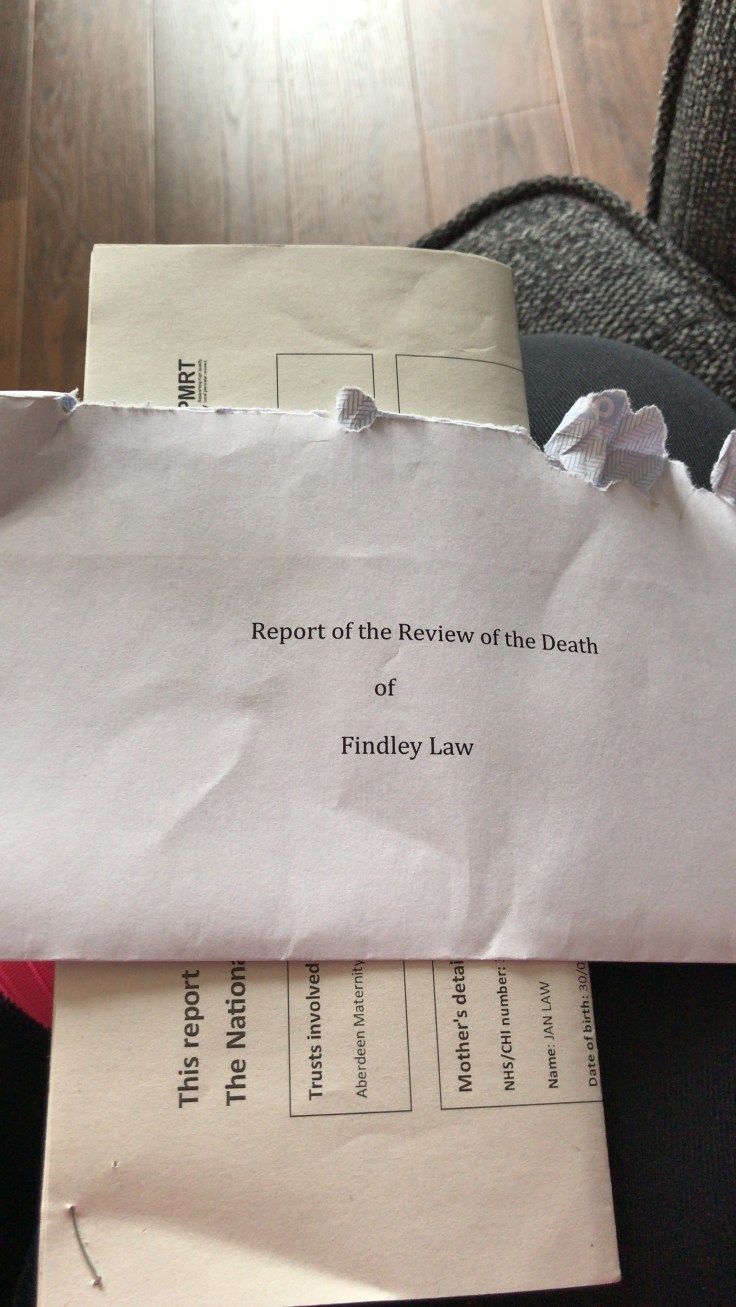 PMRT
Report of the Review of the Death
of
Findley Law
This report
The Nationa
Trusts involved
Aberdeen Maternity
Mother's detai
NHS/CHI number:
Name: JAN LAW
Date of birth: 30/0